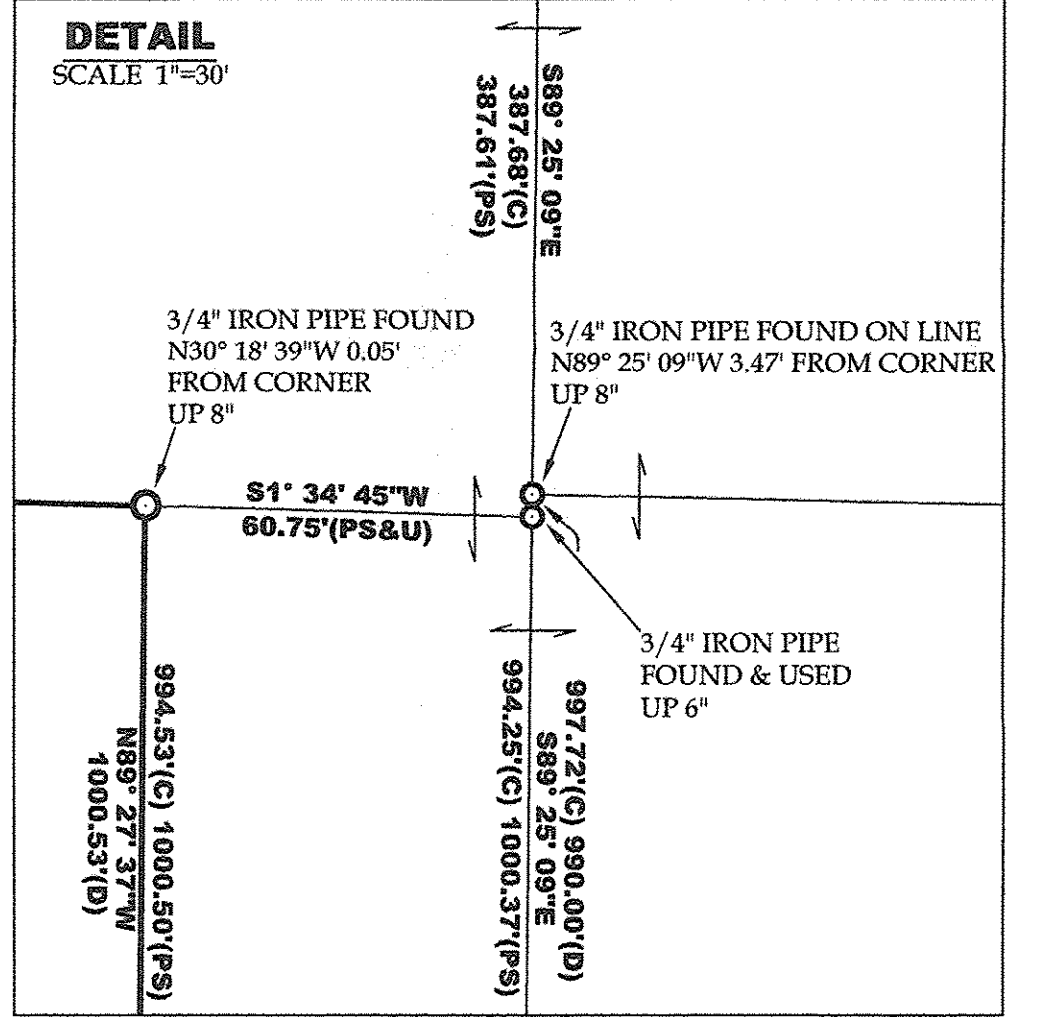 DETAIL
SCALE 1"=30'
S89° 25' 09"E
387.68'(C)
387.61'(PS)
3/4" IRON PIPE FOUND
N30° 18' 39"W 0.05'
FROM CORNER
UP 8"
3/4" IRON PIPE FOUND ON LINE
N89° 25' 09"W 3.47' FROM CORNER
UP 8"
S1° 34' 45"W
60.75'(PS&U)
3/4" IRON PIPE
FOUND & USED
UP 6"
994.53'(C) 1000.50'(PS)
N89° 27' 37"W
1000.53'(D)
997.72'(C) 990.00'(D)
S89° 25' 09"E
994.25'(C) 1000.37'(PS)